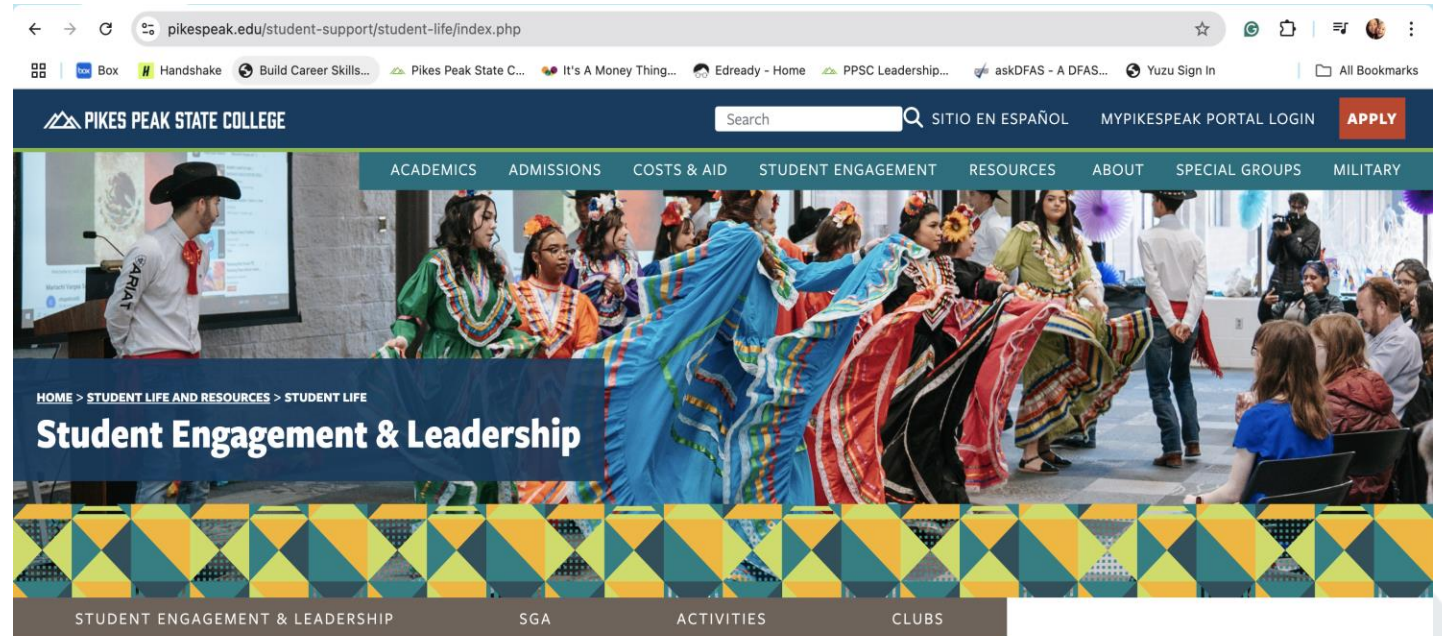 pikespeak.edu/student-support/student-life/index.php
box Box H Handshake Build Career Skills... Pikes Peak State C... It's A Money Thing... Edready - Home PPSC Leadership... askDFAS - A DFAS... Yuzu Sign In All Bookmarks
PIKES PEAK STATE COLLEGE Search SITIO EN ESPAÑOL MYPIKESPEAK PORTAL LOGIN APPLY
ACADEMICS ADMISSIONS COSTS & AID STUDENT ENGAGEMENT RESOURCES ABOUT SPECIAL GROUPS MILITARY
ARIAT
HOME > STUDENT LIFE AND RESOURCES > STUDENT LIFE
Student Engagement & Leadership
STUDENT ENGAGEMENT & LEADERSHIP SGA ACTIVITIES CLUBS